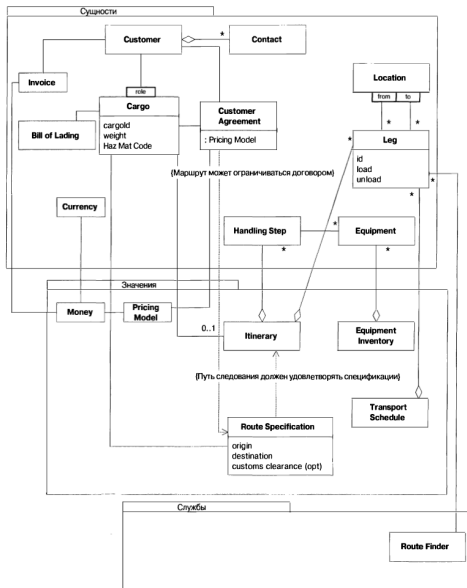 Сущности
Customer
*
Contact
Invoice
Location
role
from
to
Cargo
cargoId
weight
Haz Mat Code
Customer
Agreement
: Pricing Model
Bill of Lading
*
*
*
Leg
id
load
unload
{Маршрут может ограничиваться договором}
*
*
Currency
Handling Step
*
*
Equipment
*
Значения
Money
Pricing
Model
0..1
Itinerary
Equipment
Inventory
{Путь следования должен удовлетворять спецификации}
Transport
Schedule
Route Specification
origin
destination
customs clearance (opt)
Службы
Route Finder